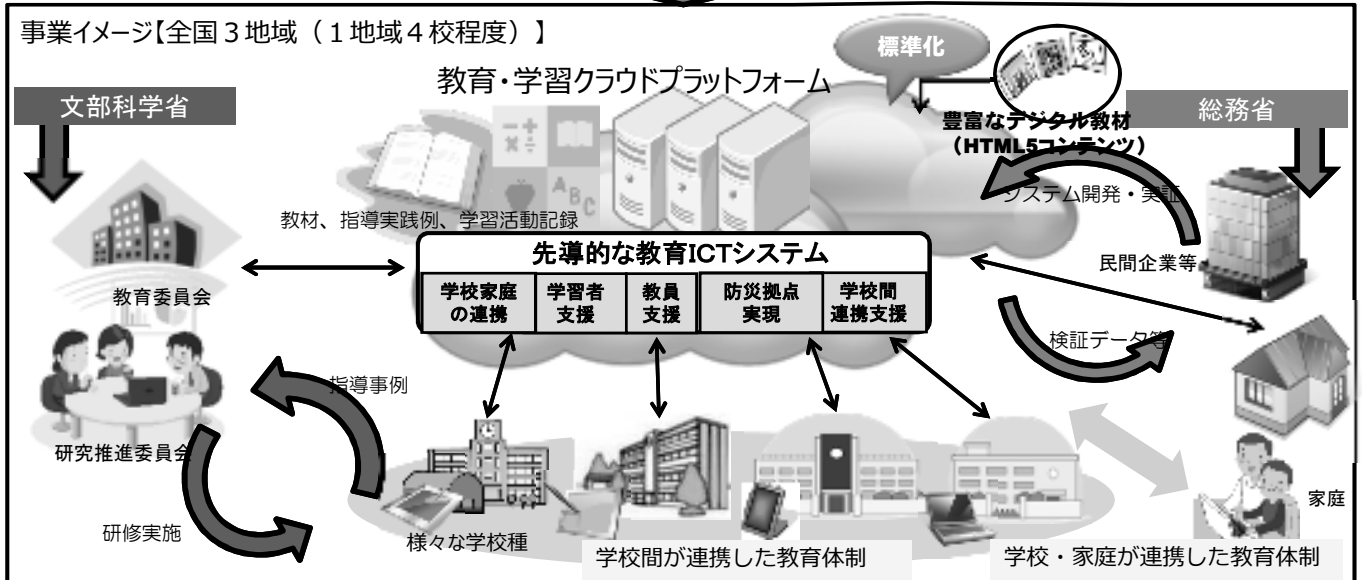 事業イメージ【全国３地域（１地域４校程度）】
標準化
教育・学習クラウドプラットフォーム
文部科学省
総務省
豊富なデジタル教材
（HTML5コンテンツ）
システム開発・実証
教材、指導実践例、学習活動記録
先導的な教育ICTシステム
民間企業等
教育委員会
学校家庭
の連携
学習者
支援
教員
支援
防災拠点
実現
学校間
連携支援
検証データ等
指導事例
研究推進委員会
家庭
研修実施
様々な学校種
学校間が連携した教育体制
学校・家庭が連携した教育体制
− + × ÷
A B C